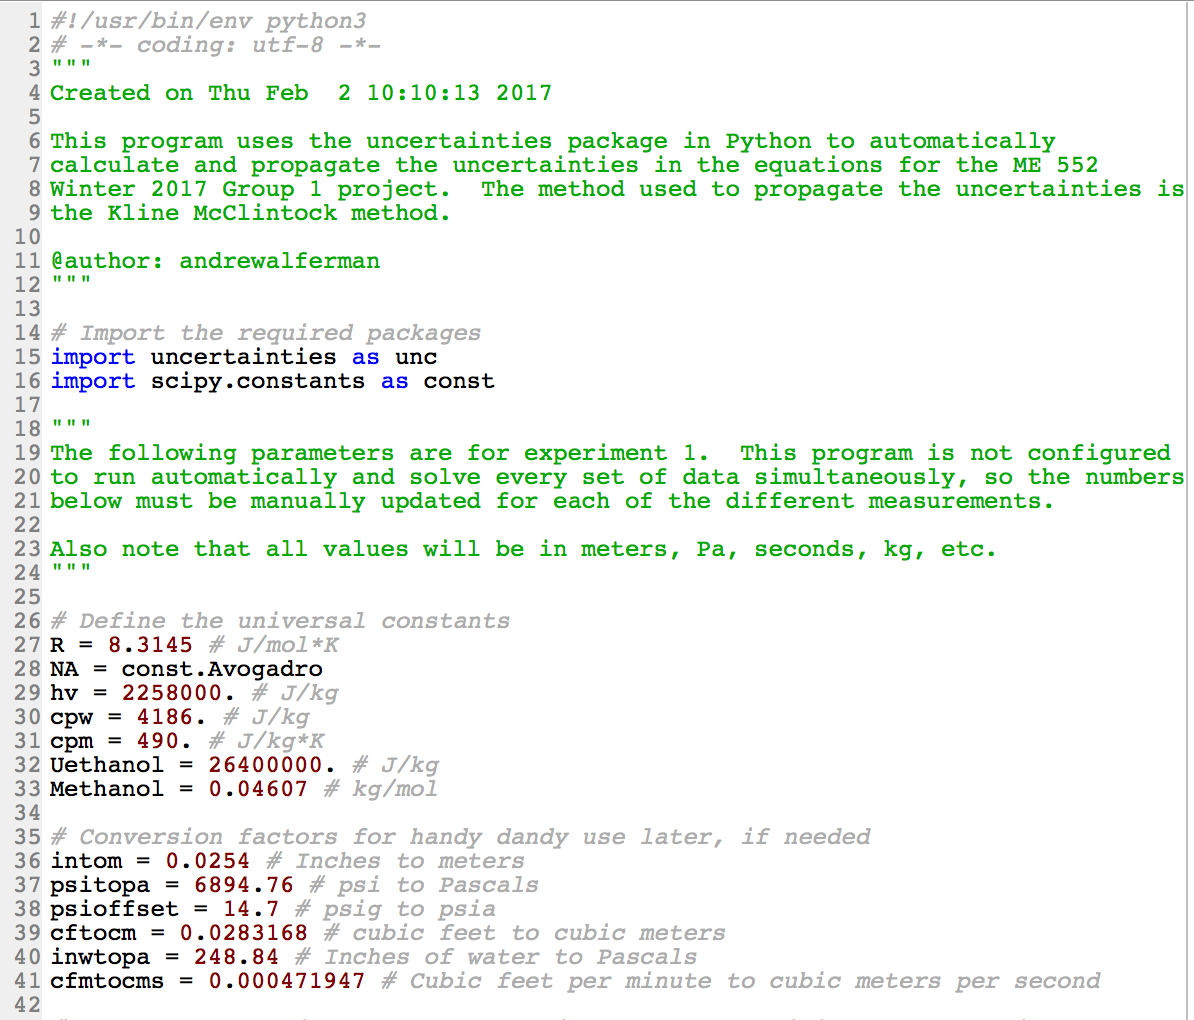 1 #!/usr/bin/env python3
2 # -*- coding: utf-8 -*-
3 """
4 Created on Thu Feb  2 10:10:13 2017
5
6 This program uses the uncertainties package in Python to automatically
7 calculate and propagate the uncertainties in the equations for the ME 552
8 Winter 2017 Group 1 project.  The method used to propagate the uncertainties is
9 the Kline McClintock method.
10
11 @author: andrewalferman
12 """
13
14 # Import the required packages
15 import uncertainties as unc
16 import scipy.constants as const
17
18 """
19 The following parameters are for experiment 1.  This program is not configured
20 to run automatically and solve every set of data simultaneously, so the numbers
21 below must be manually updated for each of the different measurements.
22
23 Also note that all values will be in meters, Pa, seconds, kg, etc.
24 """
25
26 # Define the universal constants
27 R = 8.3145 # J/mol*K
28 NA = const.Avogadro
29 hv = 2258000. # J/kg
30 cpw = 4186. # J/kg
31 cpm = 490. # J/kg*K
32 Uethanol = 26400000. # J/kg
33 Methanol = 0.04607 # kg/mol
34
35 # Conversion factors for handy dandy use later, if needed
36 intom = 0.0254 # Inches to meters
37 psitopa = 6894.76 # psi to Pascals
38 psioffset = 14.7 # psig to psia
39 cftocm = 0.0283168 # cubic feet to cubic meters
40 inwtopa = 248.84 # Inches of water to Pascals
41 cfmtocms = 0.000471947 # Cubic feet per minute to cubic meters per second
42